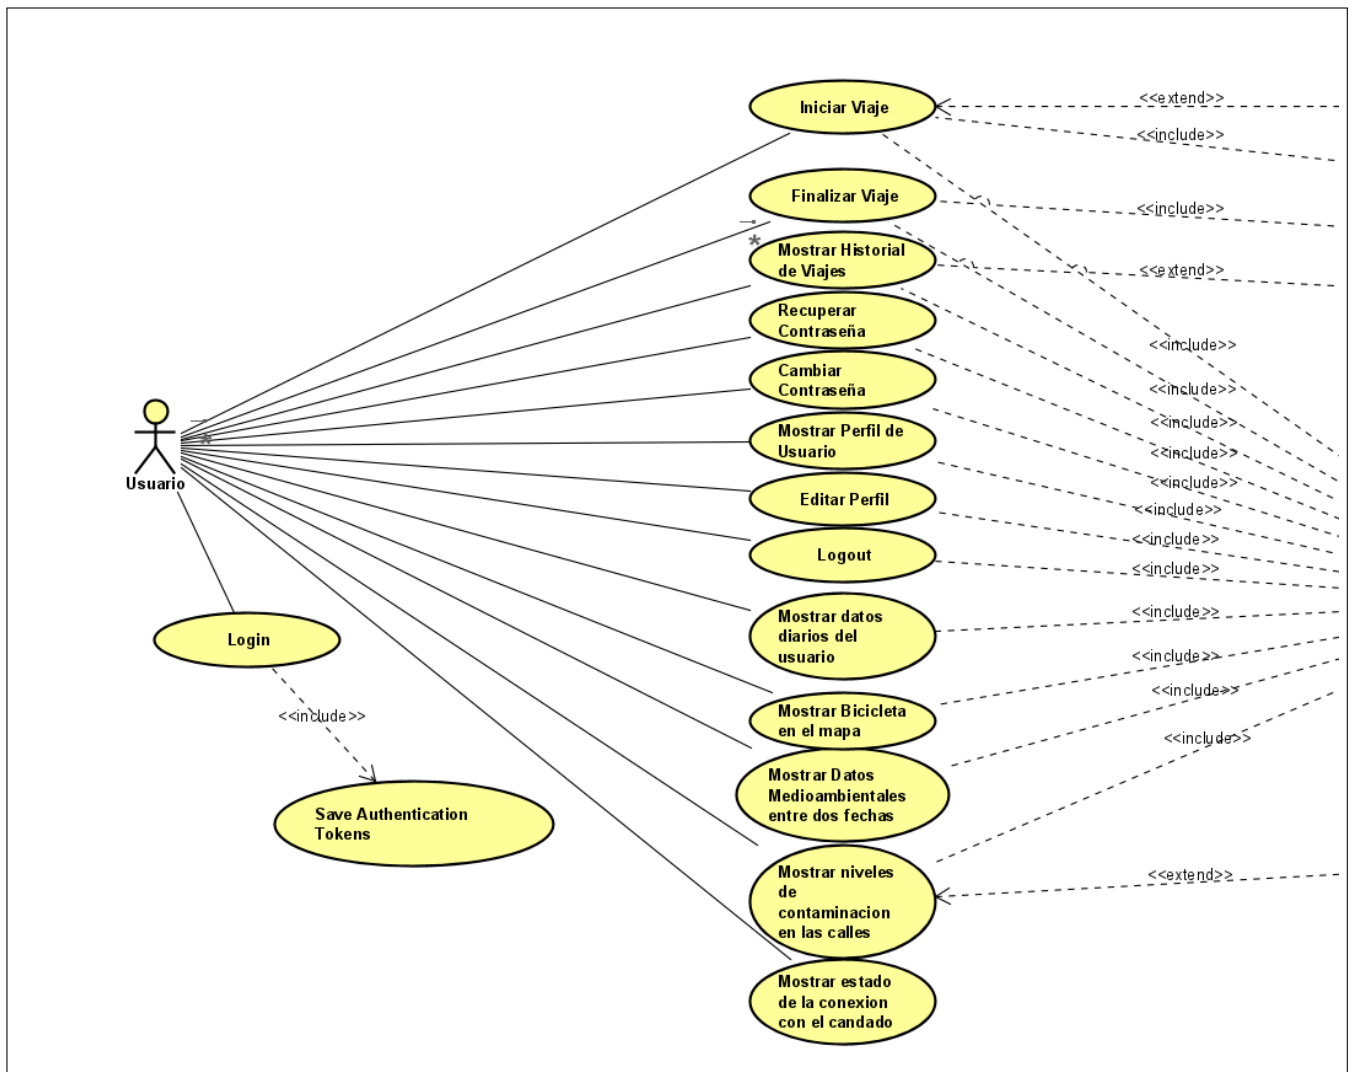 Iniciar Viaje
<<extend>>
<<include>>
Finalizar Viaje
<<include>>
*
Mostrar Historial
de Viajes
<<extend>>
Recuperar
Contraseña
<<include>>
Cambiar
Contraseña
<<include>>
<<include>>
*
Mostrar Perfil de
Usuario
<<include>>
Usuario
<<include>>
Editar Perfil
<<include>>
<<include>>
Logout
<<include>>
Mostrar datos
diarios del
usuario
<<include>>
Login
<<include>>
Mostrar Bicicleta
en el mapa
<<include>>
<<include>>
<<include>>
Mostrar Datos
Medioambientales
entre dos fechas
Save Authentication
Tokens
Mostrar niveles
de
contaminacion
en las calles
<<extend>>
Mostrar estado
de la conexion
con el candado